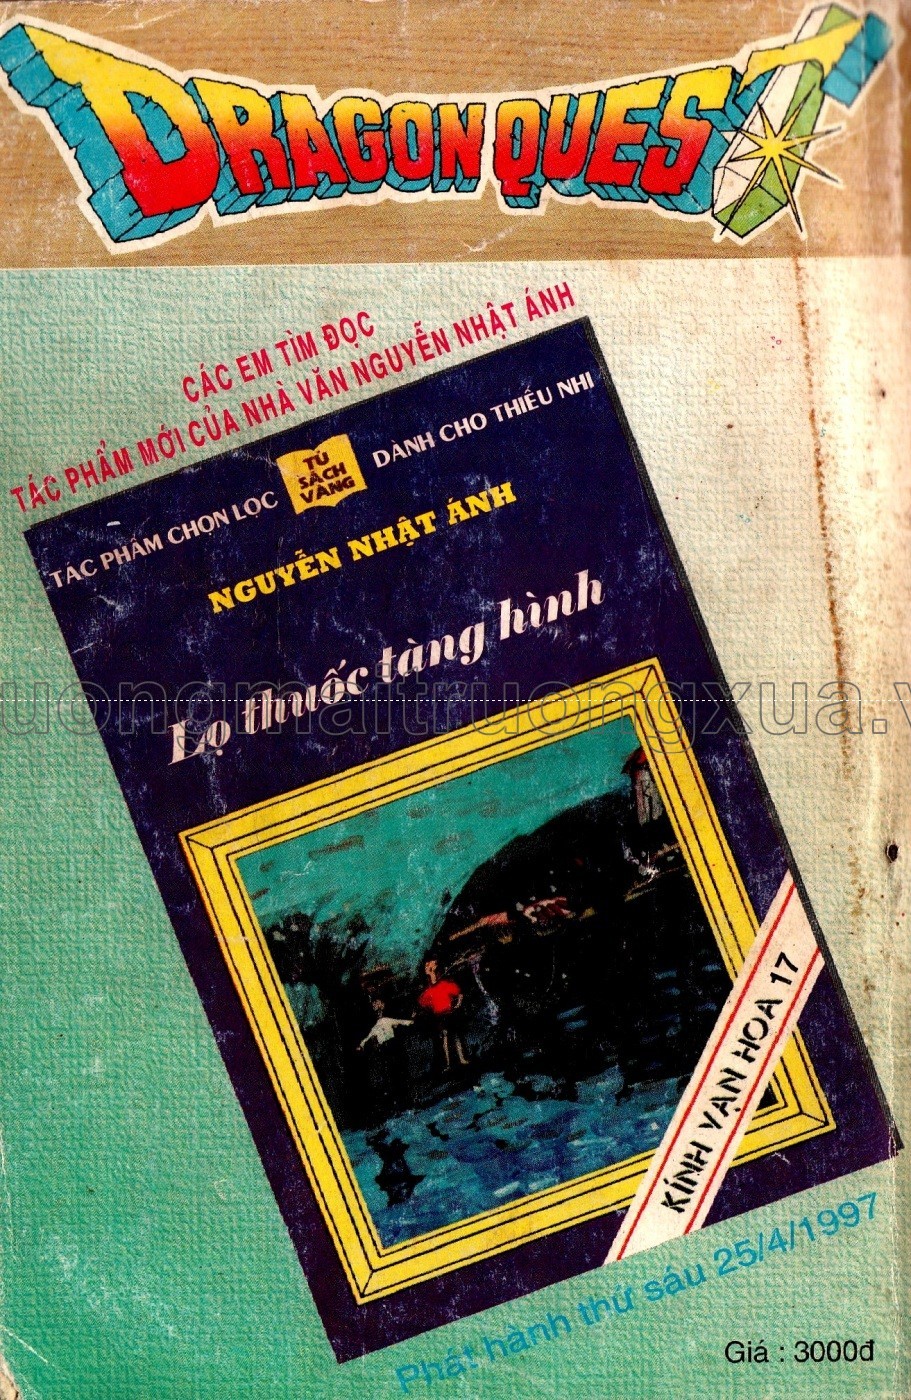 DRAGON QUEST
CÁC EM TÌM ĐỌC
TÁC PHẨM MỚI CỦA NHÀ VĂN NGUYỄN NHẬT ÁNH
TÁC PHẨM CHỌN LỌC
TỦ
SÁCH
VÀNG
DÀNH CHO THIẾU NHI
NGUYỄN NHẬT ÁNH
Lọ thuốc tàng hình
uongmaitruongxua.v
KÍNH VẠN HOA 17
Phát hành thứ sáu 25/4/1997
Giá : 3000đ